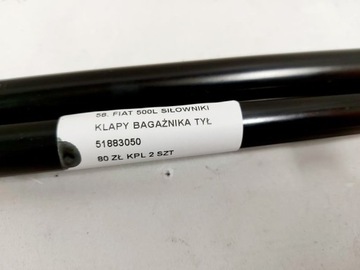 58. FIAT 500L SIŁOWNIKI
KLAPY BAGAŻNIKA TYŁ
51883050
80 ZŁ KPL 2 SZT